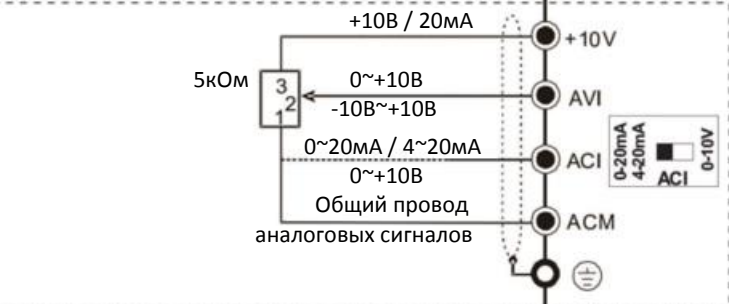 +10В / 20мА
+10V
5кОм
3
2
1
0~+10В
-10В~+10В
AVI
0~20мА / 4~20мА
0~+10В
ACI
0-20mA
4-20mA
0-10V
ACI
Общий провод
аналоговых сигналов
ACM